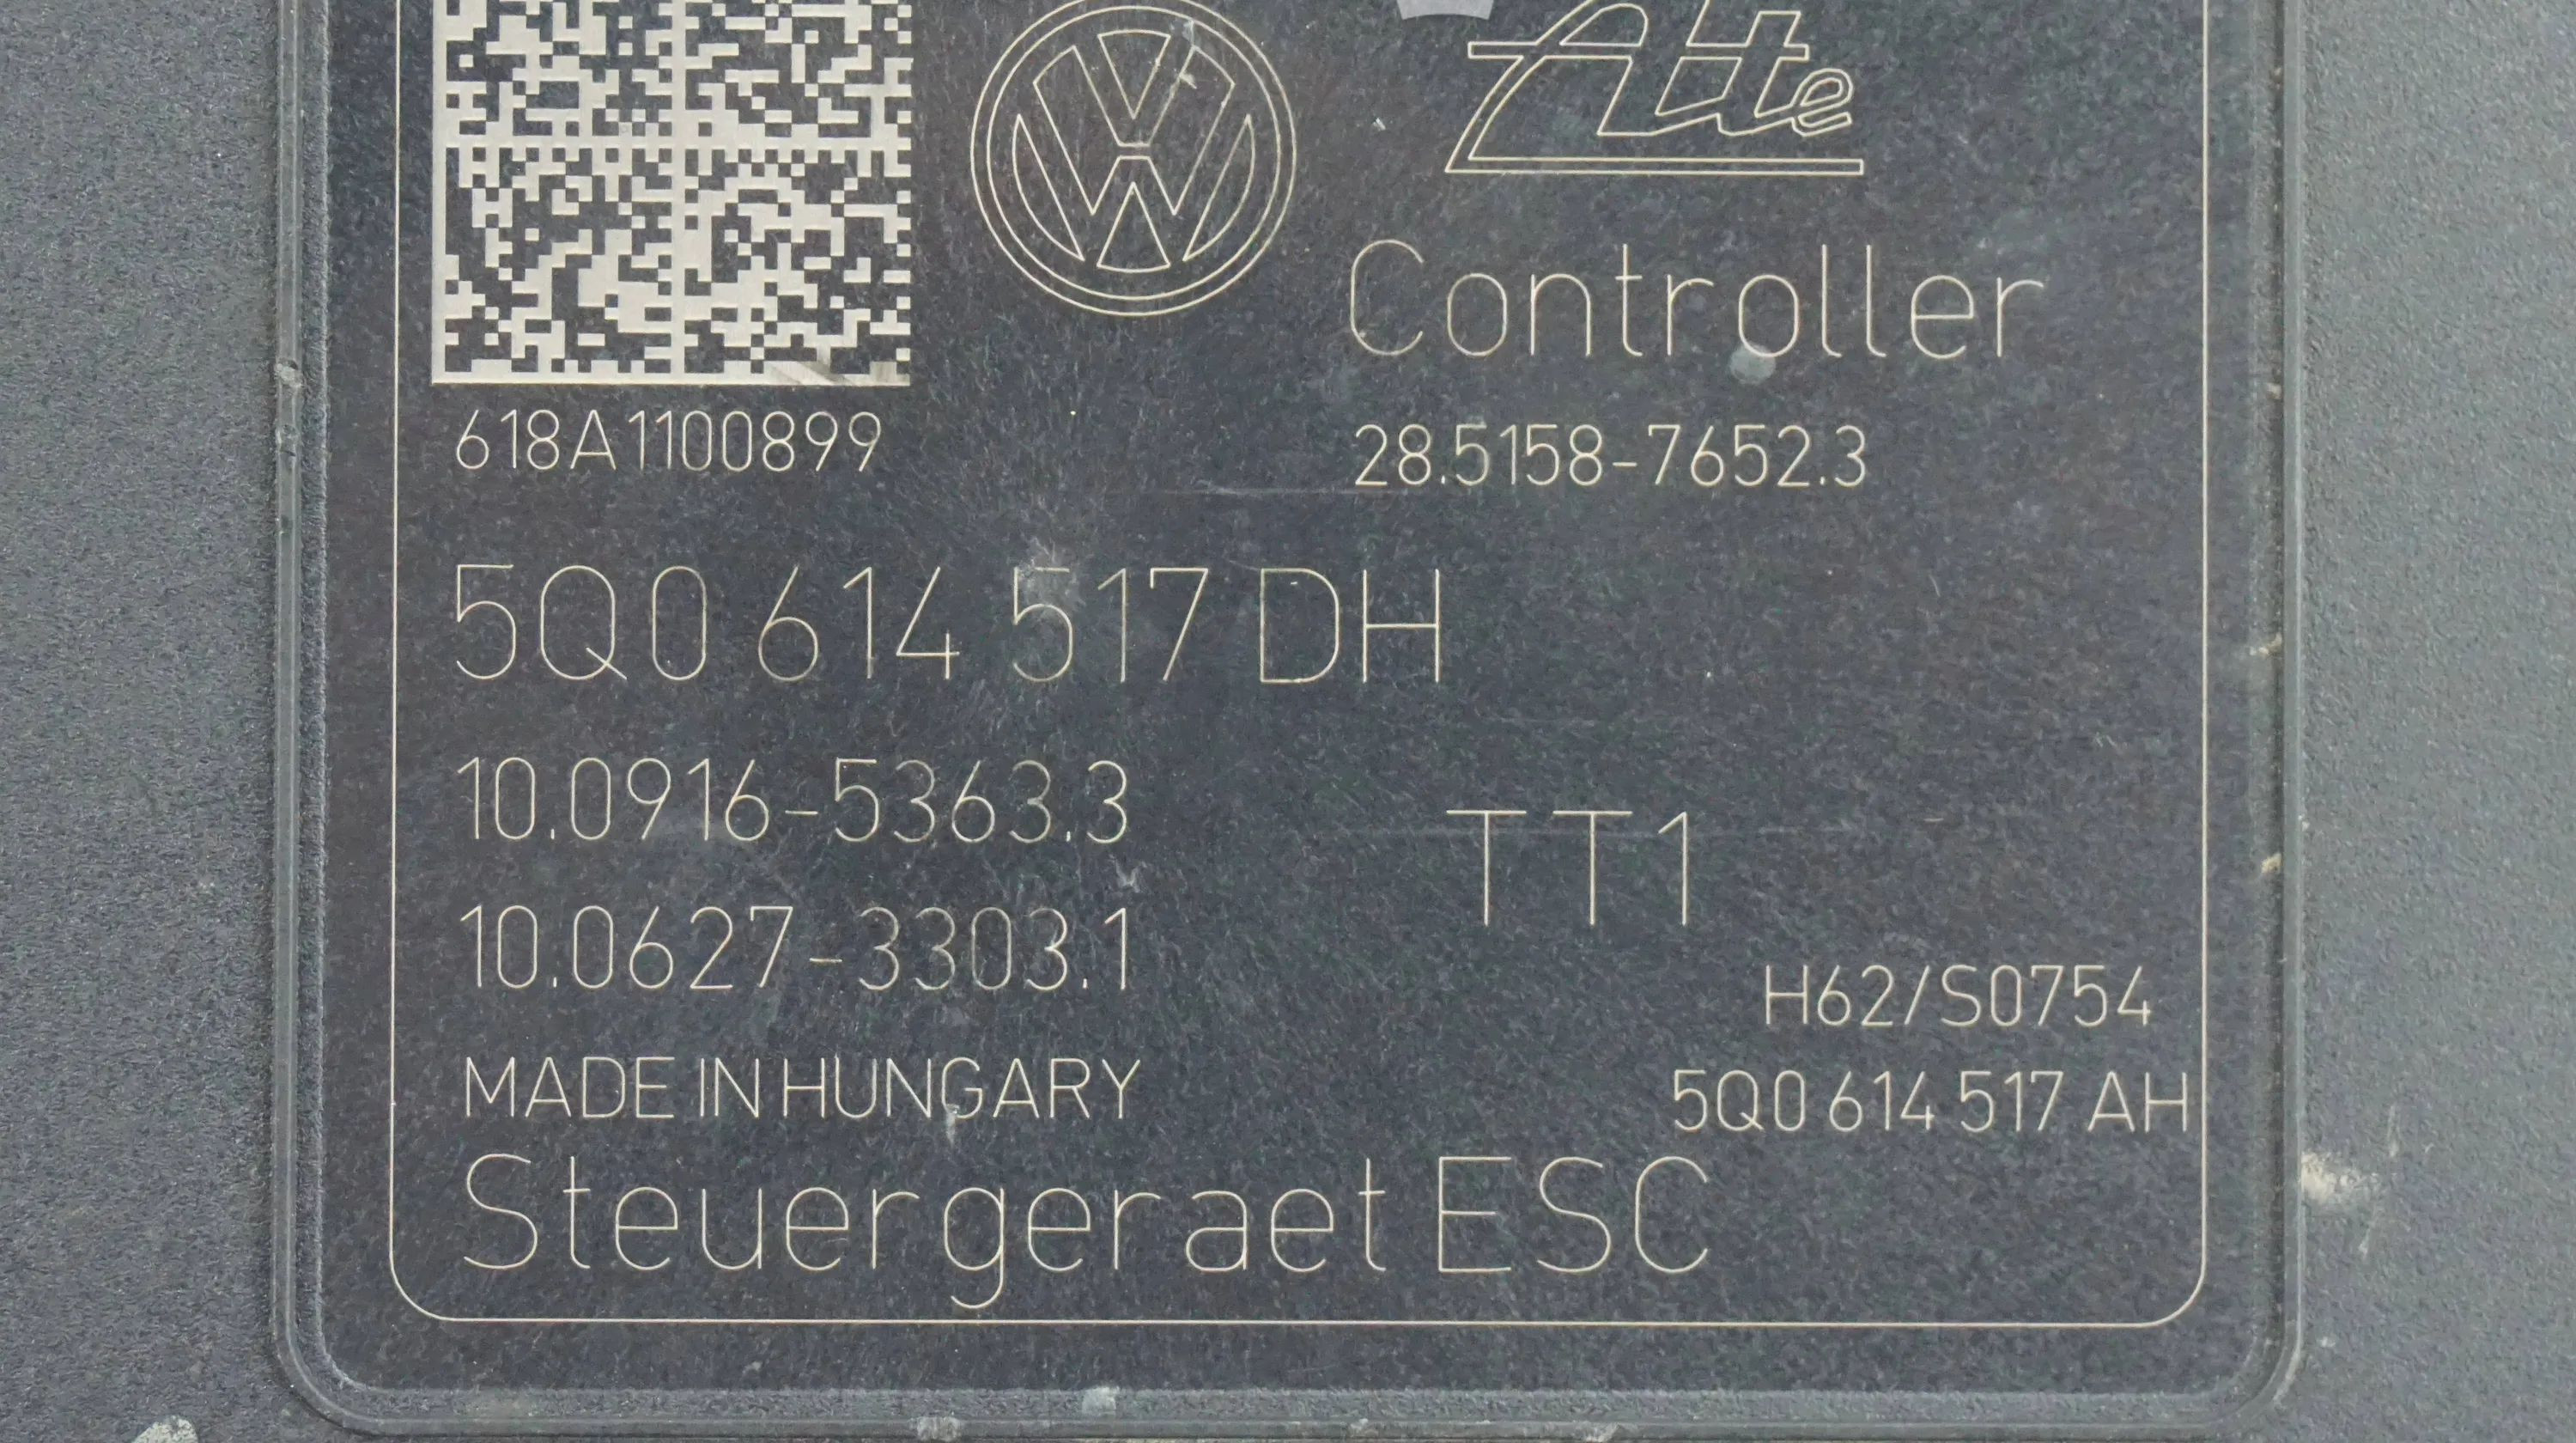 Ate
Controller
618A1100899
28.5158-7652.3
5Q0 614 517 DH
10.0916-5363.3
TT1
10.0627-3303.1
H62/S0754
MADE IN HUNGARY
5Q0 614 517 AH
Steuergeraet ESC